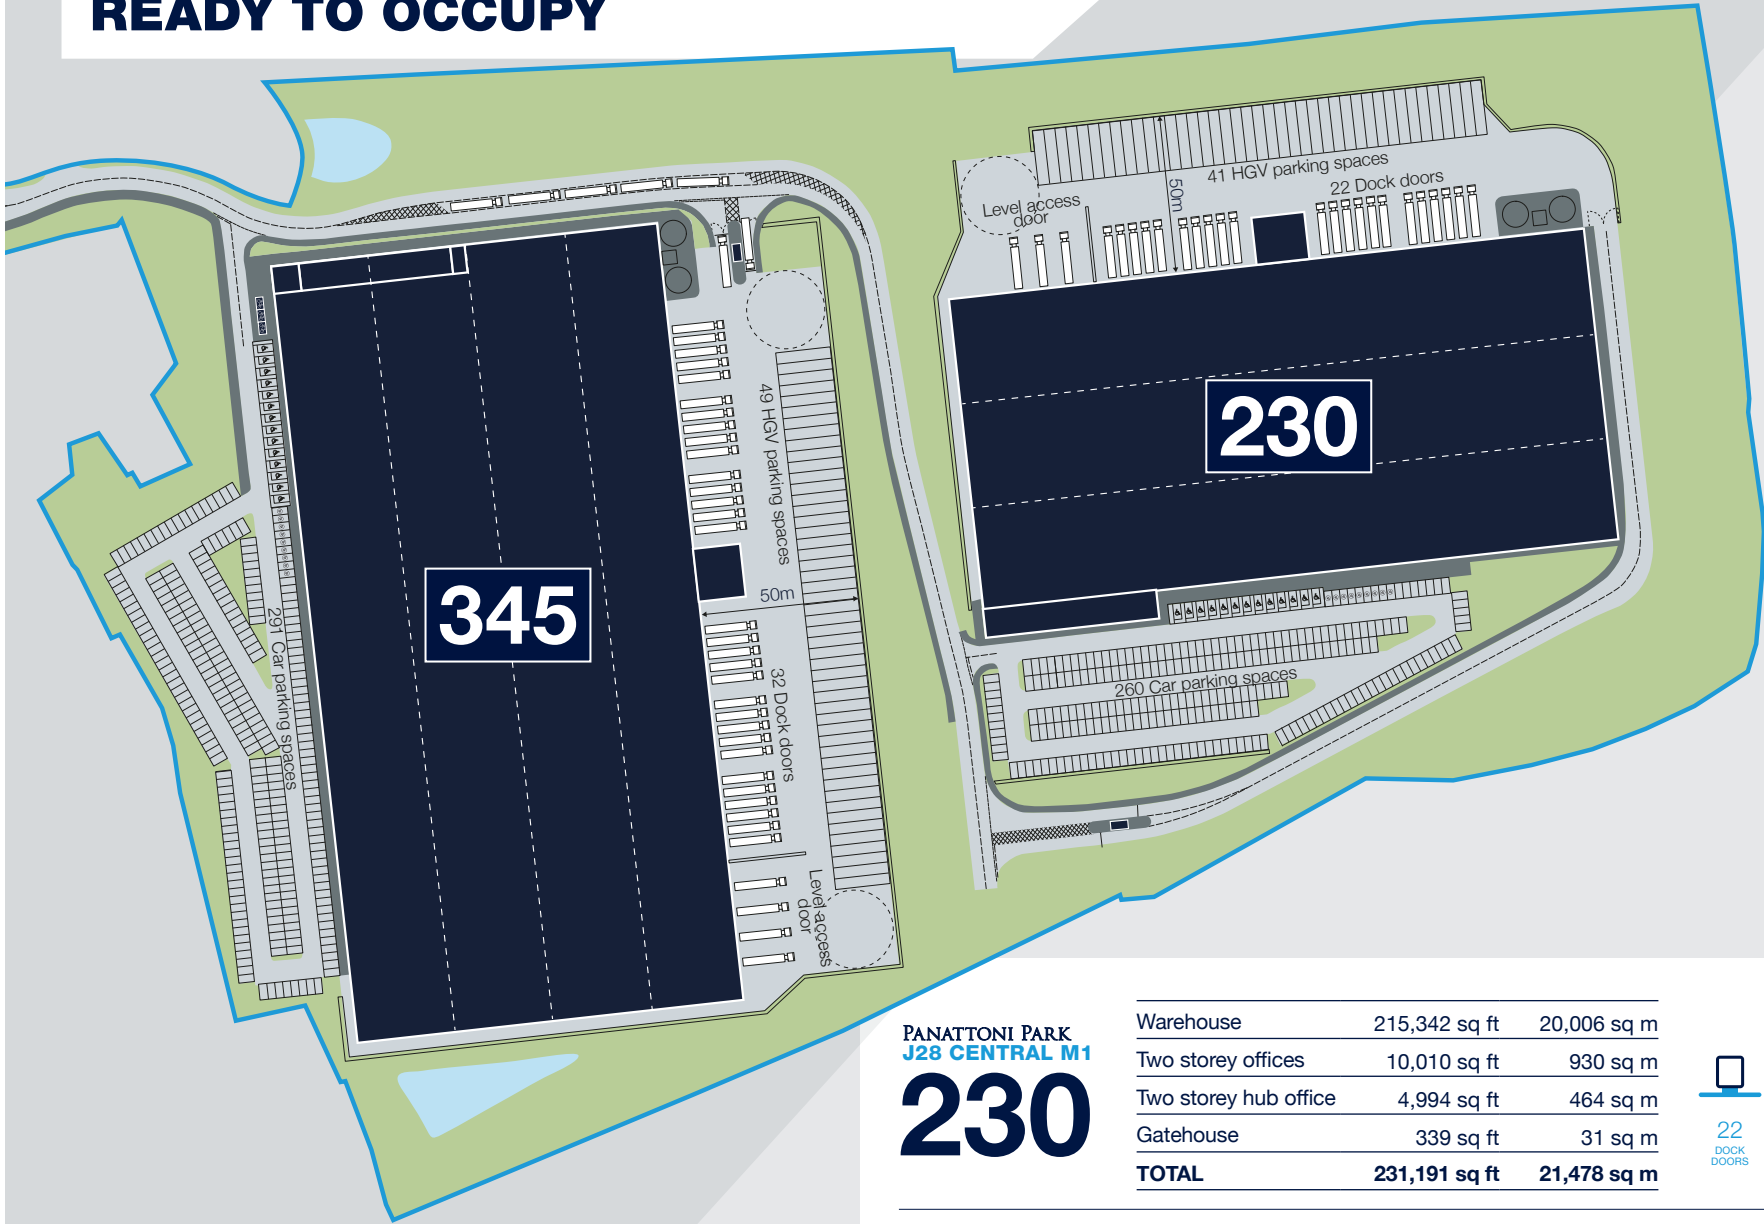 READY TO OCCUPY
41 HGV parking spaces
22 Dock doors
50m
Level access
door
230
260 Car parking spaces
345
49 HGV parking spaces
50m
32 Dock doors
Level access
door
291 Car parking spaces
PANATTONI PARK
J28 CENTRAL M1
230
Warehouse 215,342 sq ft 20,006 sq m
Two storey offices 10,010 sq ft 930 sq m
Two storey hub office 4,994 sq ft 464 sq m
Gatehouse 339 sq ft 31 sq m
TOTAL 231,191 sq ft 21,478 sq m
22
DOCK
DOORS